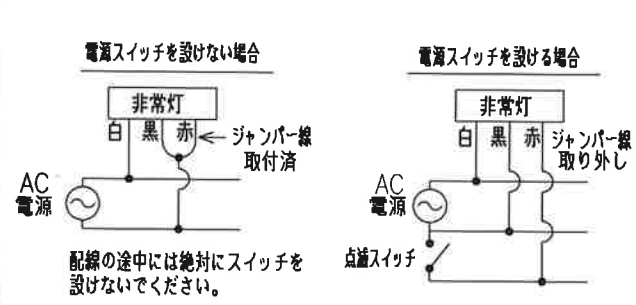 電源スイッチを設けない場合
非常灯
白 黒 赤
ジャンパー線
取付済
AC
電源
配線の途中には絶対にスイッチを
設けないでください。
電源スイッチを設ける場合
非常灯
白 黒 赤
ジャンパー線
取り外し
AC
電源
点滅スイッチ